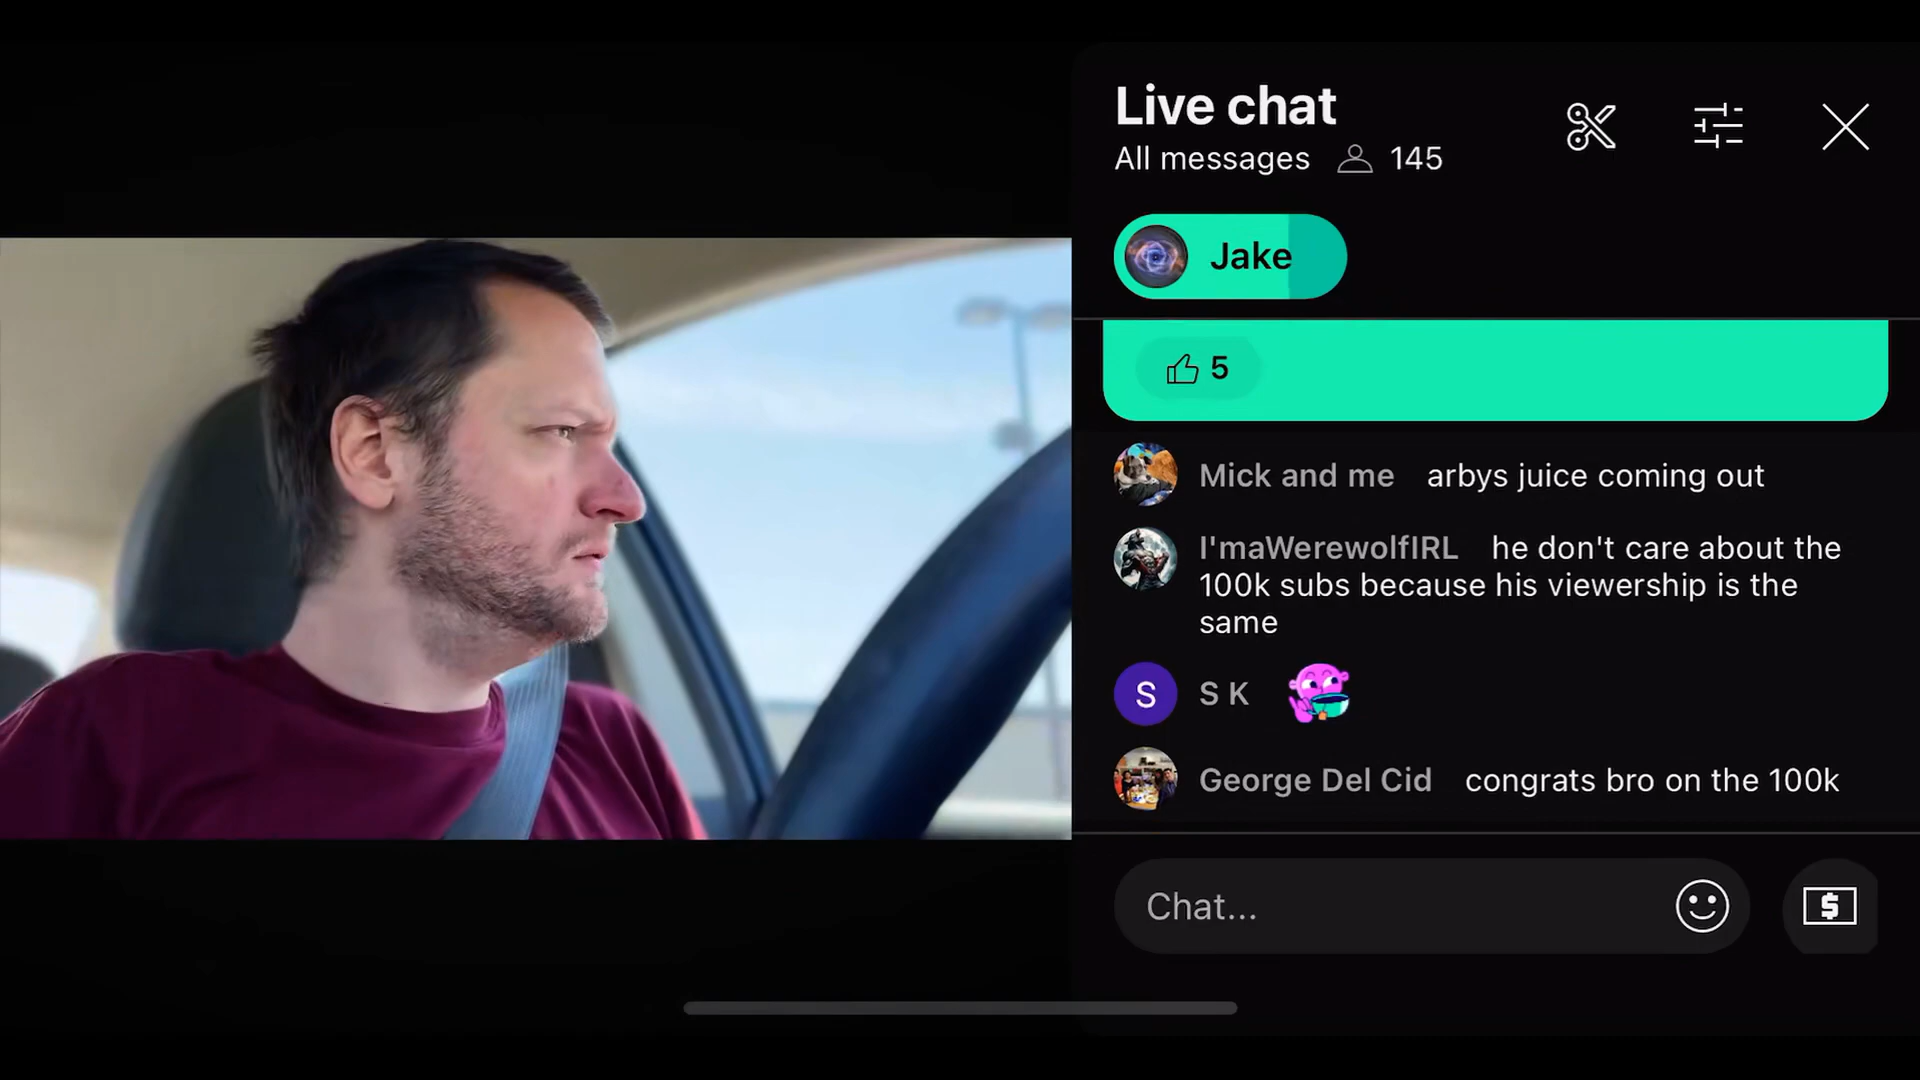 Live chat
All messages 145
Jake
5
Mick and me arbys juice coming out
I'maWerewolfIRL he don't care about the
100k subs because his viewership is the
same
S S K
George Del Cid congrats bro on the 100k
Chat...
$